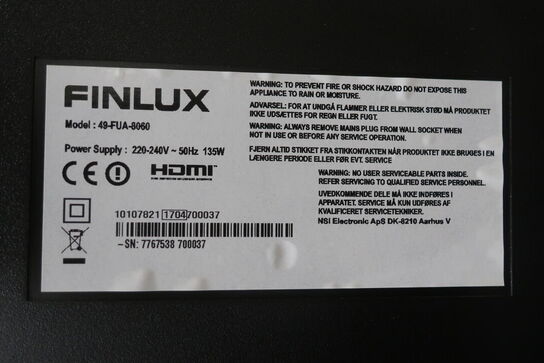 FINLUX
Model : 49-FUA-8060
Power Supply : 220-240V ~ 50Hz 135W
CE HDMI
10107821 1704 700037
-SN: 7767538 700037
WARNING: TO PREVENT FIRE OR SHOCK HAZARD DO NOT EXPOSE THIS
APPLIANCE TO RAIN OR MOISTURE.
ADVARSEL: FOR AT UNDGÅ FLAMMER ELLER ELEKTRISK STØD MÅ PRODUKTET
IKKE UDSÆTTES FOR REGN ELLER FUGT.
WARNING: ALWAYS REMOVE MAINS PLUG FROM WALL SOCKET WHEN
NOT IN USE OR BEFORE ANY SERVICE OPERATION.
FJERN ALTID STIKKET FRA STIKKONTAKTEN NÅR PRODUKTET IKKE BRUGES I EN
LÆNGERE PERIODE ELLER FØR EVT. SERVICE
WARNING: NO USER SERVICEABLE PARTS INSIDE.
REFER SERVICING TO QUALIFIED SERVICE PERSONNEL.
UVEDKOMMENDE DELE MÅ IKKE INDFØRES I
APPARATET. SERVICE MÅ KUN UDFØRES AF
KVALIFICERET SERVICETEKNIKER.
NSI Electronic ApS DK-8210 Aarhus V